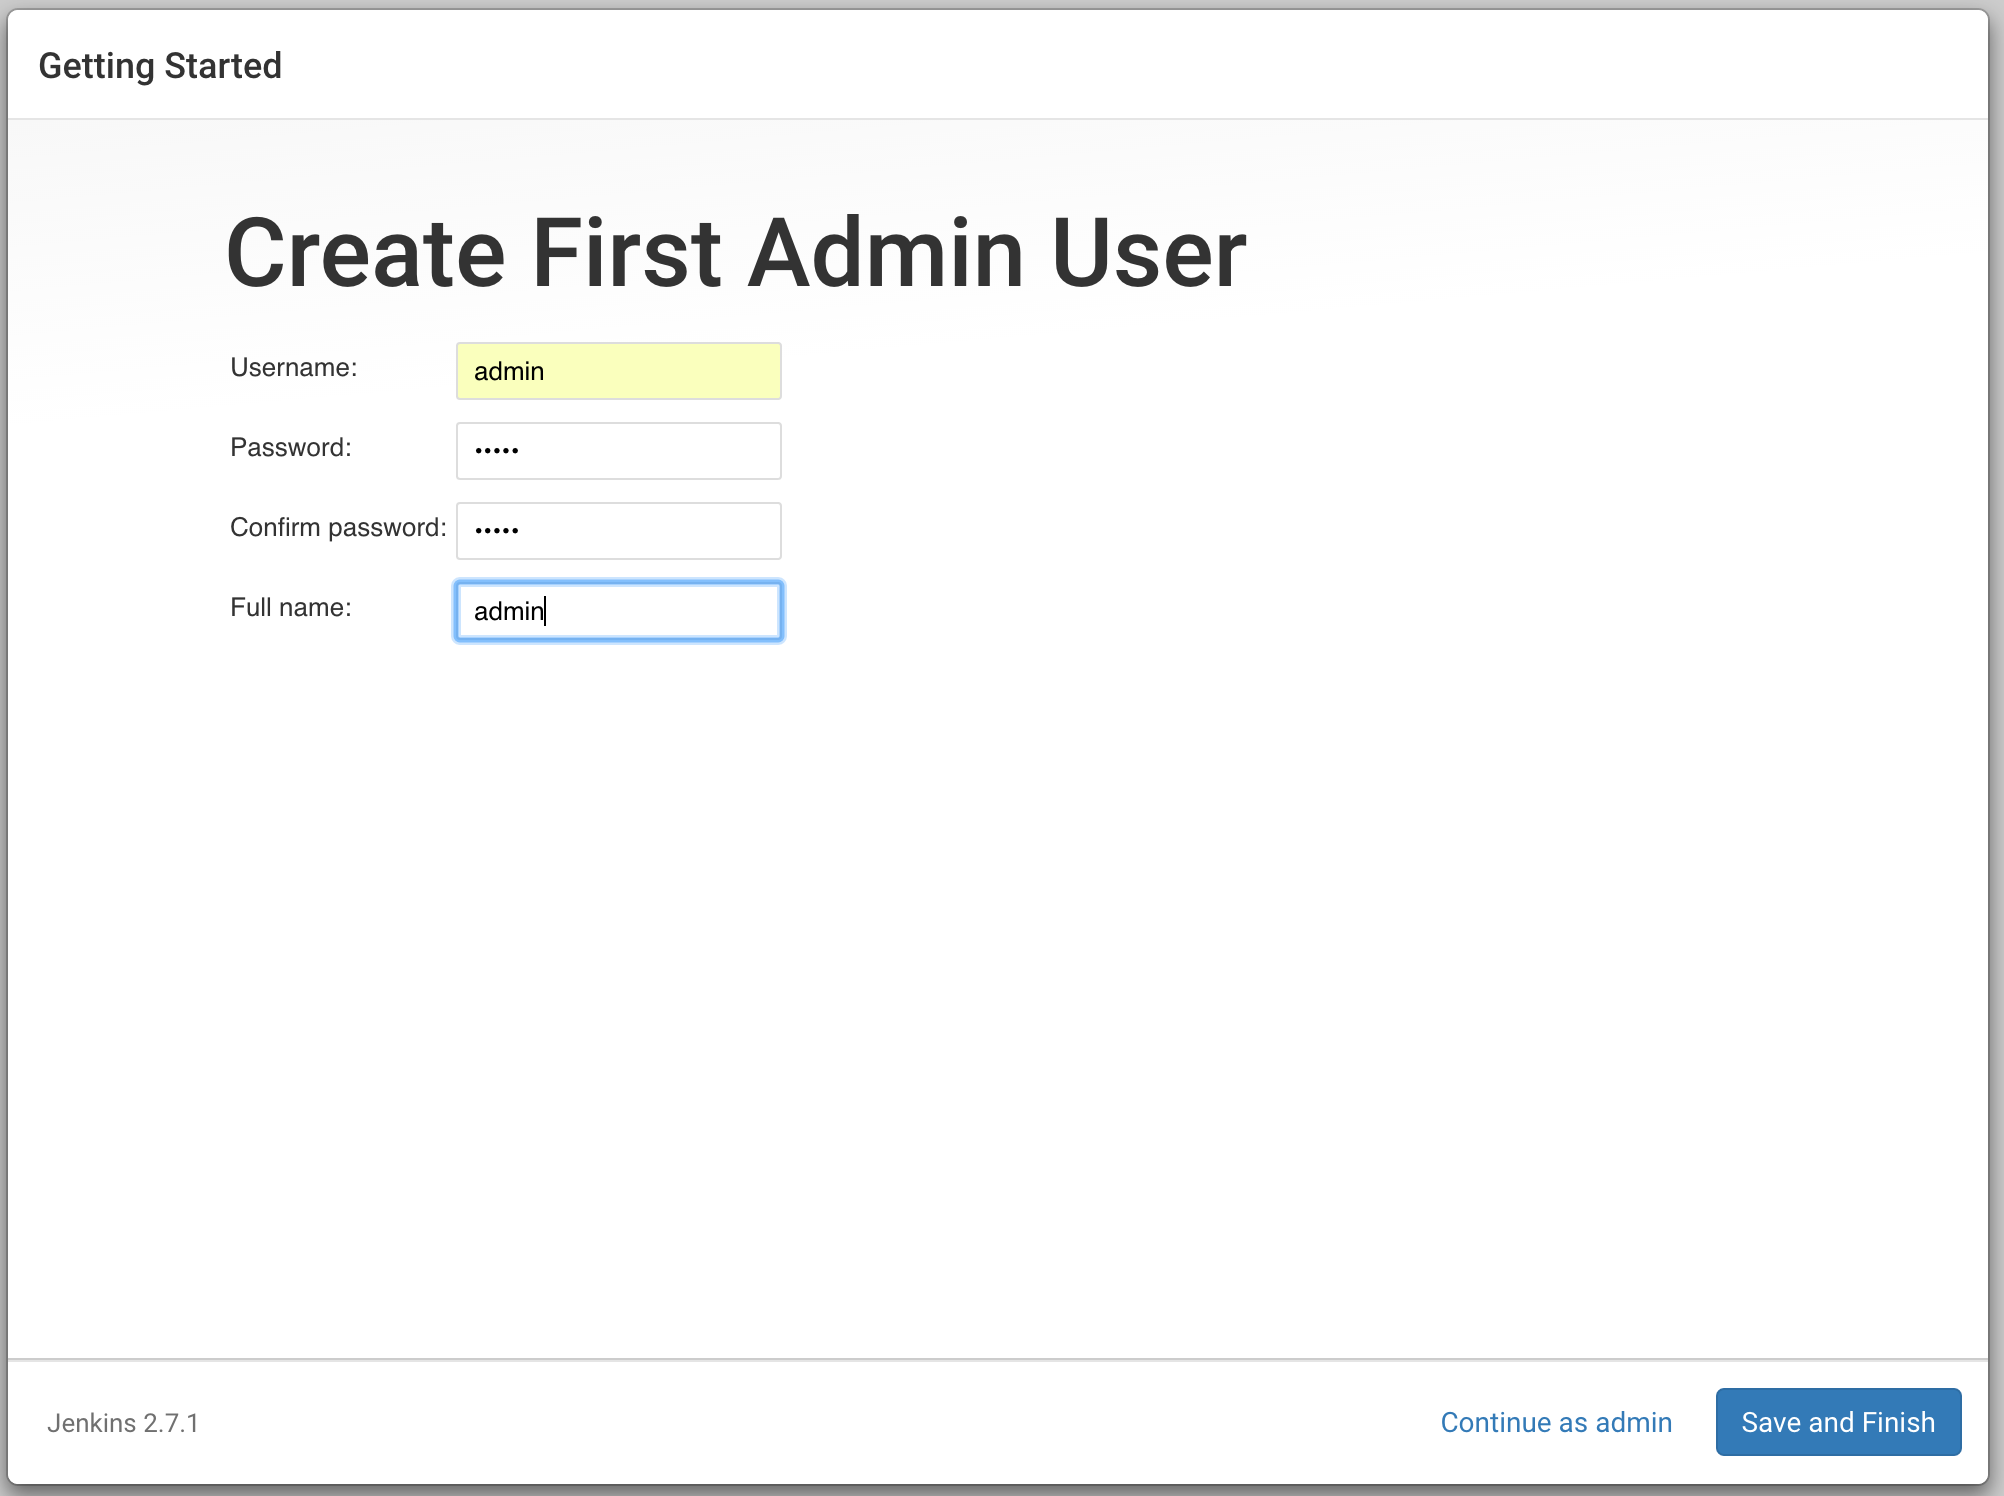 Getting Started
Create First Admin User
Username: admin
Password: •••••
Confirm password: •••••
Full name: admin
Jenkins 2.7.1 Continue as admin Save and Finish